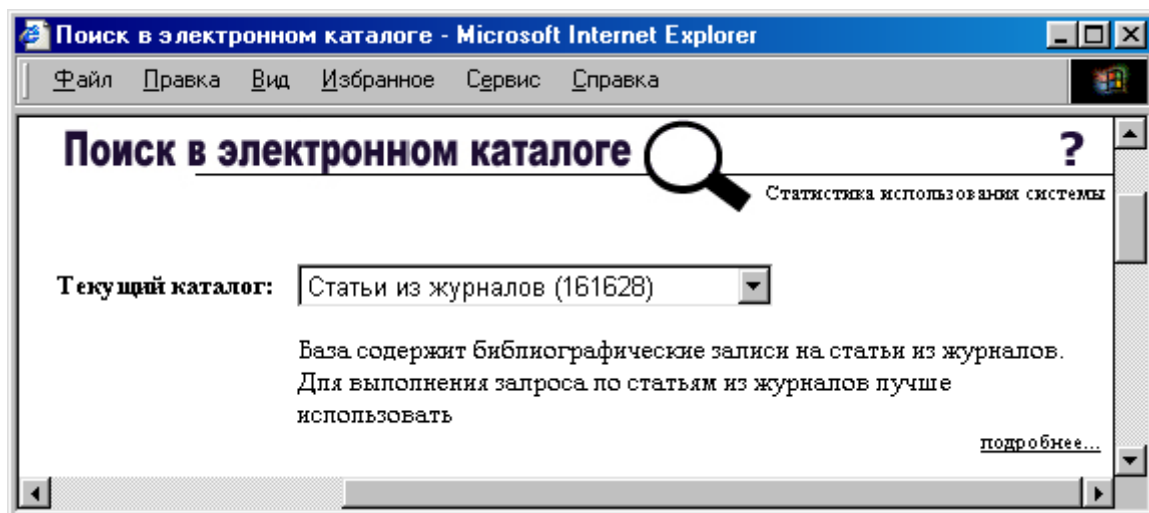 Поиск в электронном каталоге - Microsoft Internet Explorer
Файл Правка Вид Избранное Сервис Справка
Поиск в электронном каталоге ?
Статистика использования системы
Текущий каталог: Статьи из журналов (161628)
База содержит библиографические записи на статьи из журналов.
Для выполнения запроса по статьям из журналов лучше
использовать
подробнее...